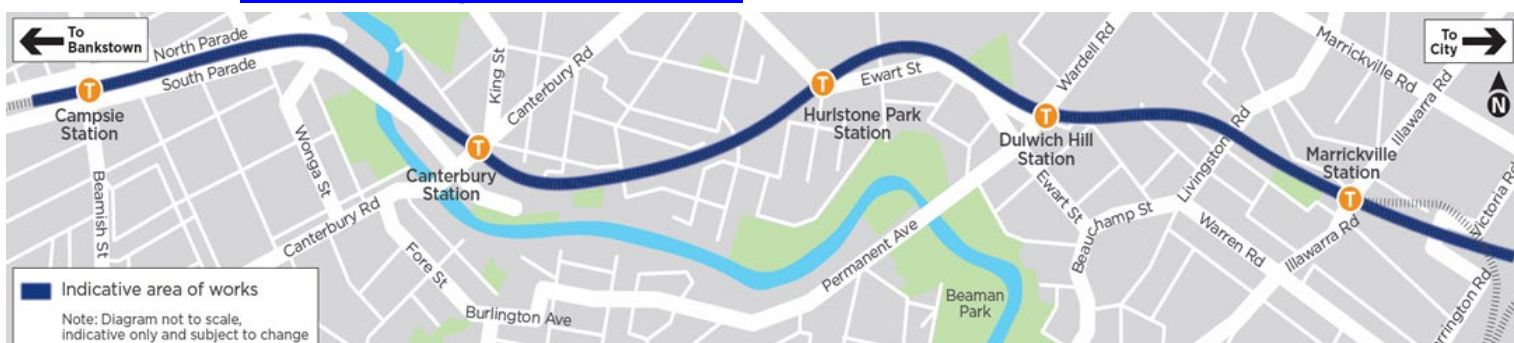 To
Bankstown
North Parade
South Parade
Campsie
Station
Beamish St
Wonga St
King St
Canterbury Rd
Canterbury
Station
Canterbury Rd
Fore St
Burlington Ave
Ewart St
Hurlstone Park
Station
Wardell Rd
Dulwich Hill
Station
Permanent Ave
Beaman
Park
Ewart St
Beauchamp St
Livingston Rd
Warren Rd
Marrickville Rd
Illawarra Rd
Marrickville
Station
Illawarra Rd
Victoria Rd
To
City
N
T
T
T
T
T
Indicative area of works
Note: Diagram not to scale,
indicative only and subject to change